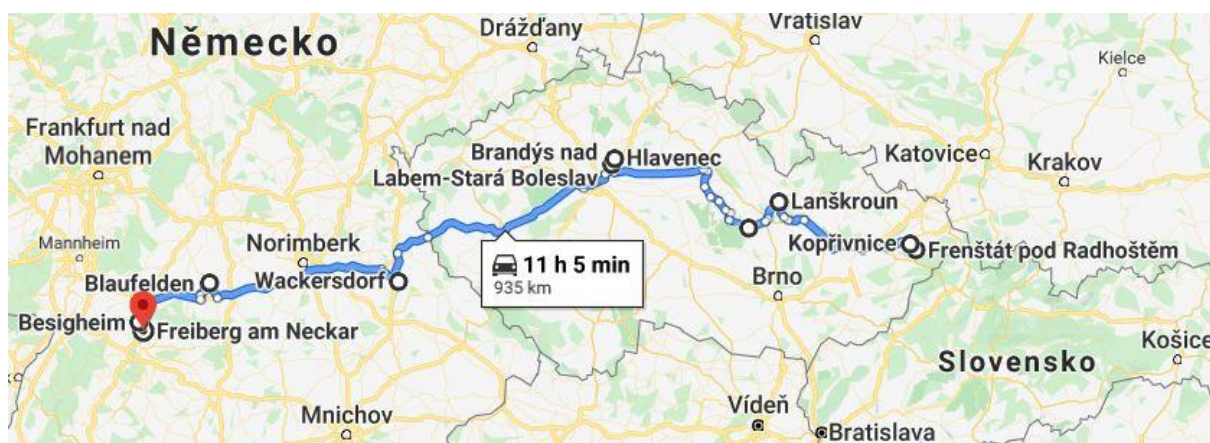 Německo
Drážďany
Vratislav
Kielce
Frankfurt nad
Mohanem
Brandýs nad
Labem-Stará Boleslav
Hlavenec
Katovice
Krakov
Lanškroun
Mannheim
Norimberk
Kopřivnice
Frenštát pod Radhoštěm
11 h 5 min
935 km
Blaufelden
Wackersdorf
Brno
Besigheim
Freiberg am Neckar
Slovensko
Košice
Mnichov
Vídeň
Bratislava